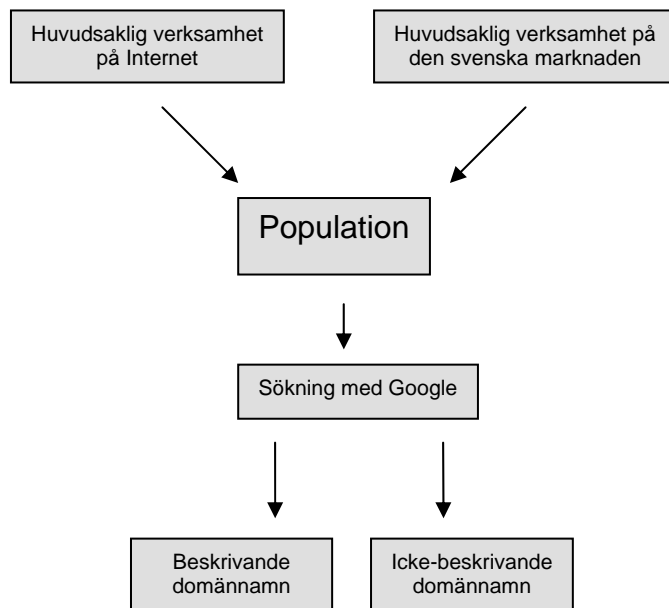 Huvudsaklig verksamhet
på Internet
Huvudsaklig verksamhet på
den svenska marknaden
Population
Sökning med Google
Beskrivande
domännamn
Icke-beskrivande
domännamn